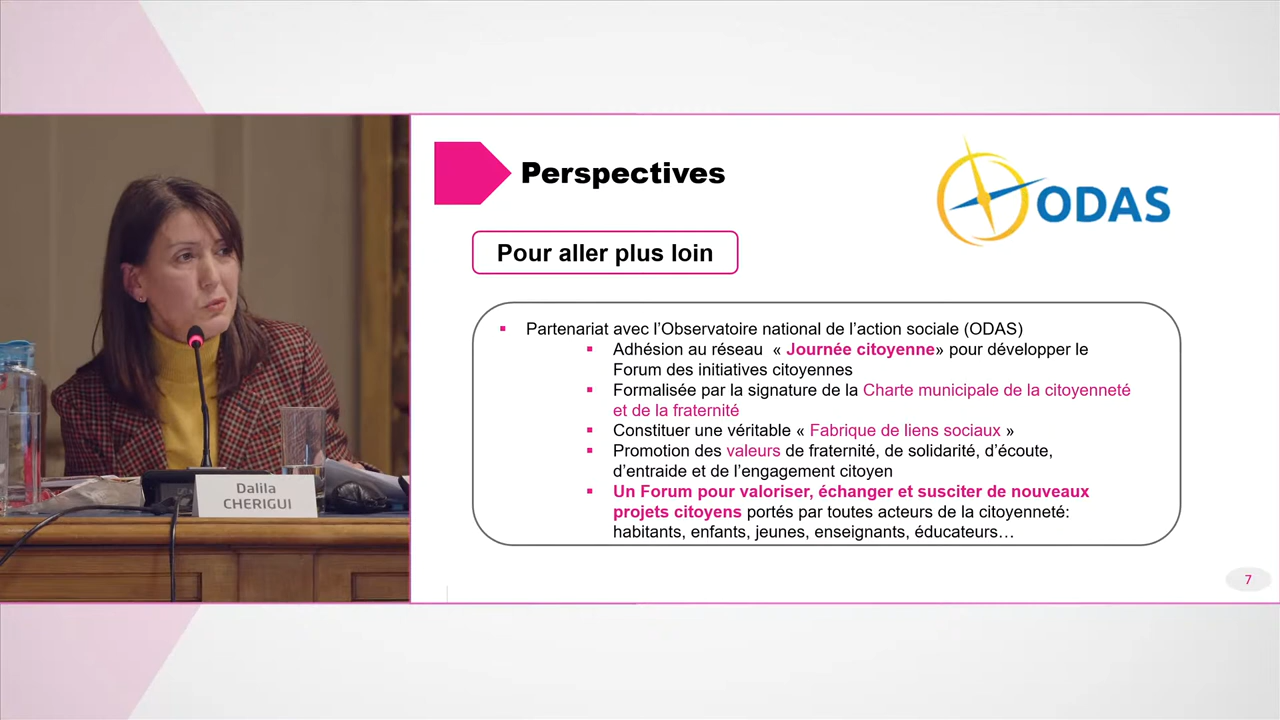 Perspectives
ODAS
Pour aller plus loin
▪ Partenariat avec l’Observatoire national de l’action sociale (ODAS)
▪ Adhésion au réseau « Journée citoyenne» pour développer le
Forum des initiatives citoyennes
▪ Formalisée par la signature de la Charte municipale de la citoyenneté
et de la fraternité
▪ Constituer une véritable « Fabrique de liens sociaux »
▪ Promotion des valeurs de fraternité, de solidarité, d’écoute,
d’entraide et de l’engagement citoyen
▪ Un Forum pour valoriser, échanger et susciter de nouveaux
projets citoyens portés par toutes acteurs de la citoyenneté:
habitants, enfants, jeunes, enseignants, éducateurs…
7
Dalila
CHERIGUI